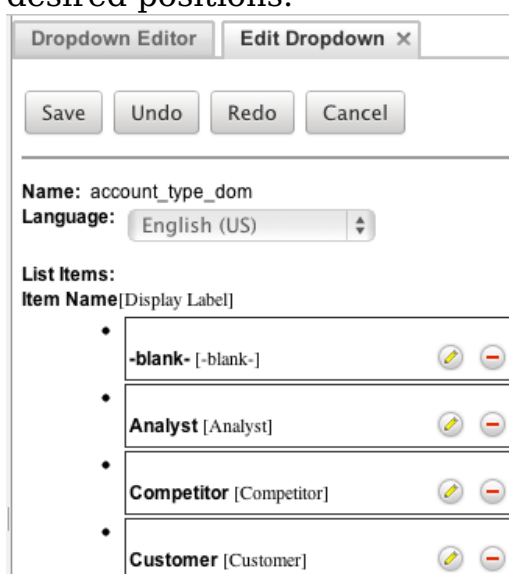 desired positions.
Dropdown Editor Edit Dropdown ×
Save Undo Redo Cancel
Name: account_type_dom
Language: English (US)
List Items:
Item Name[Display Label]
-blank- [-blank-]
Analyst [Analyst]
Competitor [Competitor]
Customer [Customer]